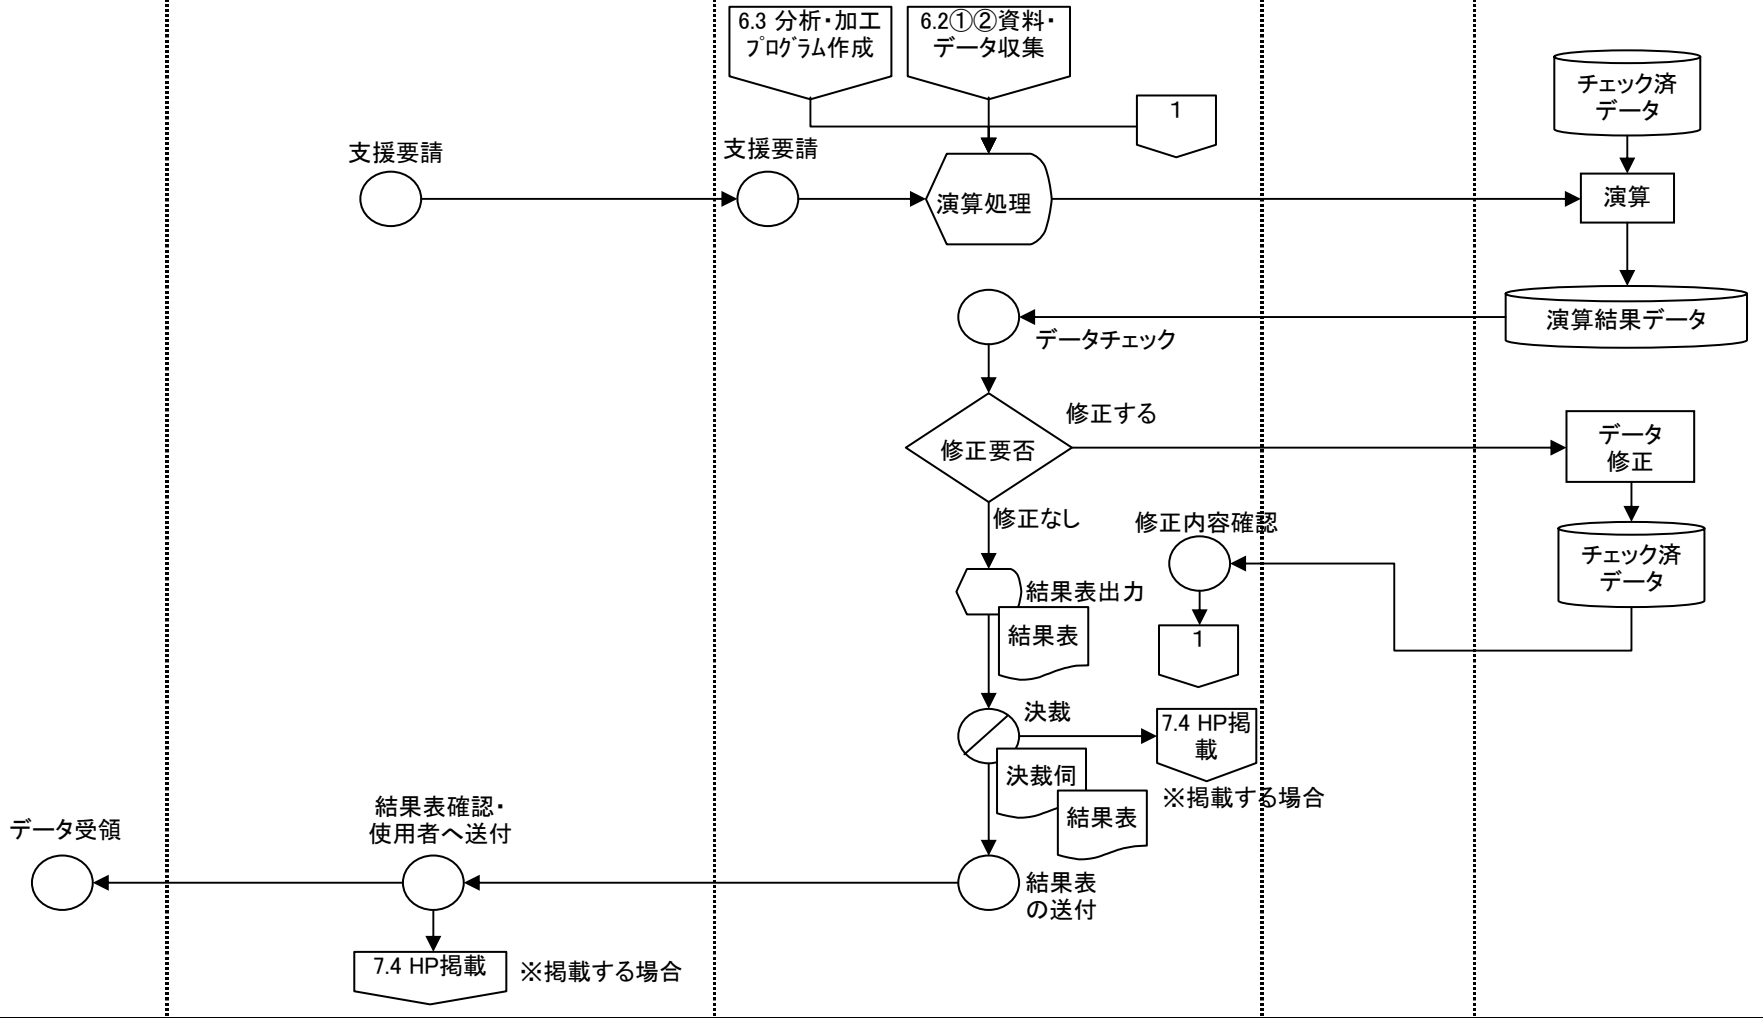 6.3 分析・加工
プログラム作成
6.2①②資料・
データ収集
チェック済
データ
1
支援要請
支援要請
演算処理
演算
演算結果データ
データチェック
修正する
修正要否
データ
修正
修正なし
修正内容確認
チェック済
データ
結果表出力
結果表
1
決裁
7.4 HP掲
載
決裁伺
※掲載する場合
結果表
結果表確認・
使用者へ送付
データ受領
結果表
の送付
7.4 HP掲載
※掲載する場合